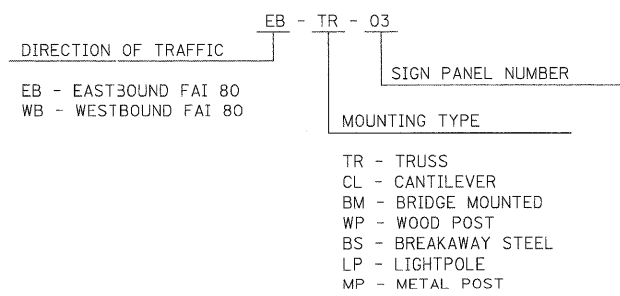 EB - TR - 03
DIRECTION OF TRAFFIC
EB - EASTBOUND FAI 80
WB - WESTBOUND FAI 80
SIGN PANEL NUMBER
MOUNTING TYPE
TR - TRUSS
CL - CANTILEVER
BM - BRIDGE MOUNTED
WP - WOOD POST
BS - BREAKAWAY STEEL
LP - LIGHTPOLE
MP - METAL POST